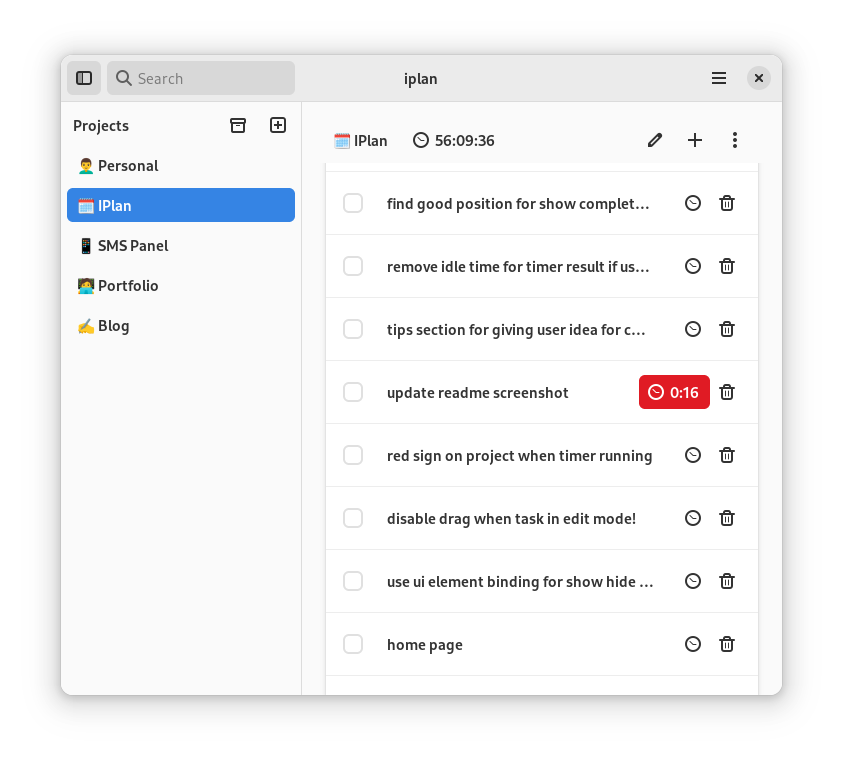 Search
iplan
Projects
Personal
IPlan
SMS Panel
Portfolio
Blog
IPlan 56:09:36
find good position for show complet...
remove idle time for timer result if us...
tips section for giving user idea for c...
update readme screenshot 0:16
red sign on project when timer running
disable drag when task in edit mode!
use ui element binding for show hide ...
home page